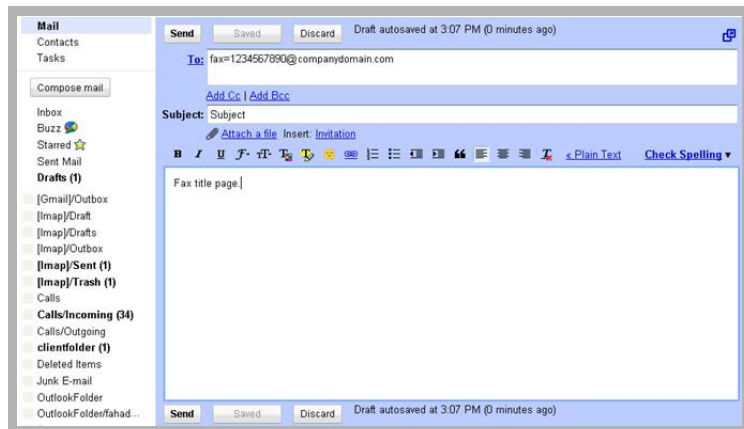 Mail
Contacts
Tasks
Compose mail
Inbox
Buzz
Starred
Sent Mail
Drafts (1)
[Gmail]/Outbox
[Imap]/Draft
[Imap]/Drafts
[Imap]/Outbox
[Imap]/Sent (1)
[Imap]/Trash (1)
Calls
Calls/Incoming (34)
Calls/Outgoing
clientfolder (1)
Deleted Items
Junk E-mail
OutlookFolder
OutlookFolder/fahad...
Send Saved Discard Draft autosaved at 3:07 PM (0 minutes ago)
To: fax=1234567890@companydomain.com
Add Cc | Add Bcc
Subject: Subject
Attach a file Insert: Invitation
B I U F T T T « Plain Text Check Spelling ▼
Fax title page.
Send Saved Discard Draft autosaved at 3:07 PM (0 minutes ago)